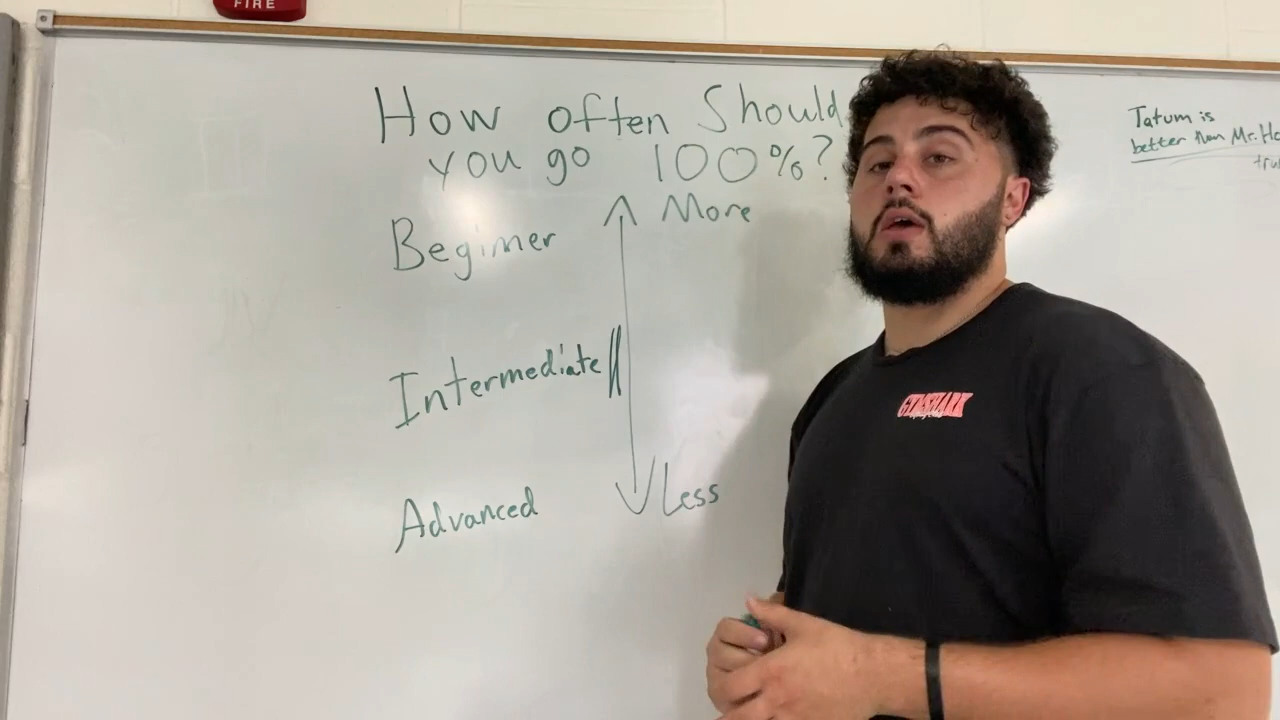 FIRE
How often Should
you go 100%?
Beginner
More
Intermediate
Advanced
Less
Tatum is
better than Mr.
GYMSHARK